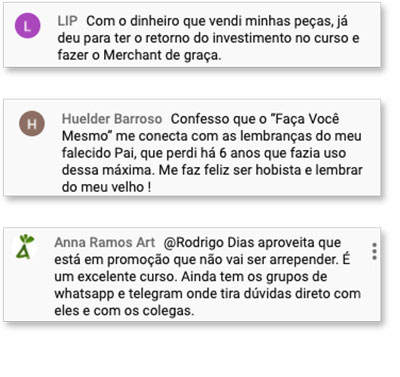 L LIP Com o dinheiro que vendi minhas peças, já
deu para ter o retorno do investimento no curso e
fazer o Merchant de graça.
H Huelder Barroso Confesso que o “Faça Você
Mesmo” me conecta com as lembranças do meu
falecido Pai, que perdi há 6 anos que fazia uso
dessa máxima. Me faz feliz ser hobista e lembrar
do meu velho !
Anna Ramos Art @Rodrigo Dias aproveita que
está em promoção que não vai ser arrepender. É
um excelente curso. Ainda tem os grupos de
whatsapp e telegram onde tira dúvidas direto com
eles e com os colegas.